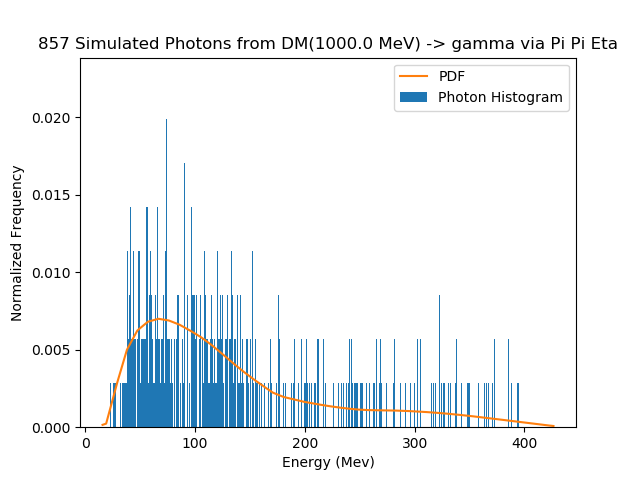 857 Simulated Photons from DM(1000.0 MeV) -> gamma via Pi Pi Eta
PDF
Photon Histogram
Normalized Frequency
0.020
0.015
0.010
0.005
0.000
0
100
200
300
400
Energy (Mev)